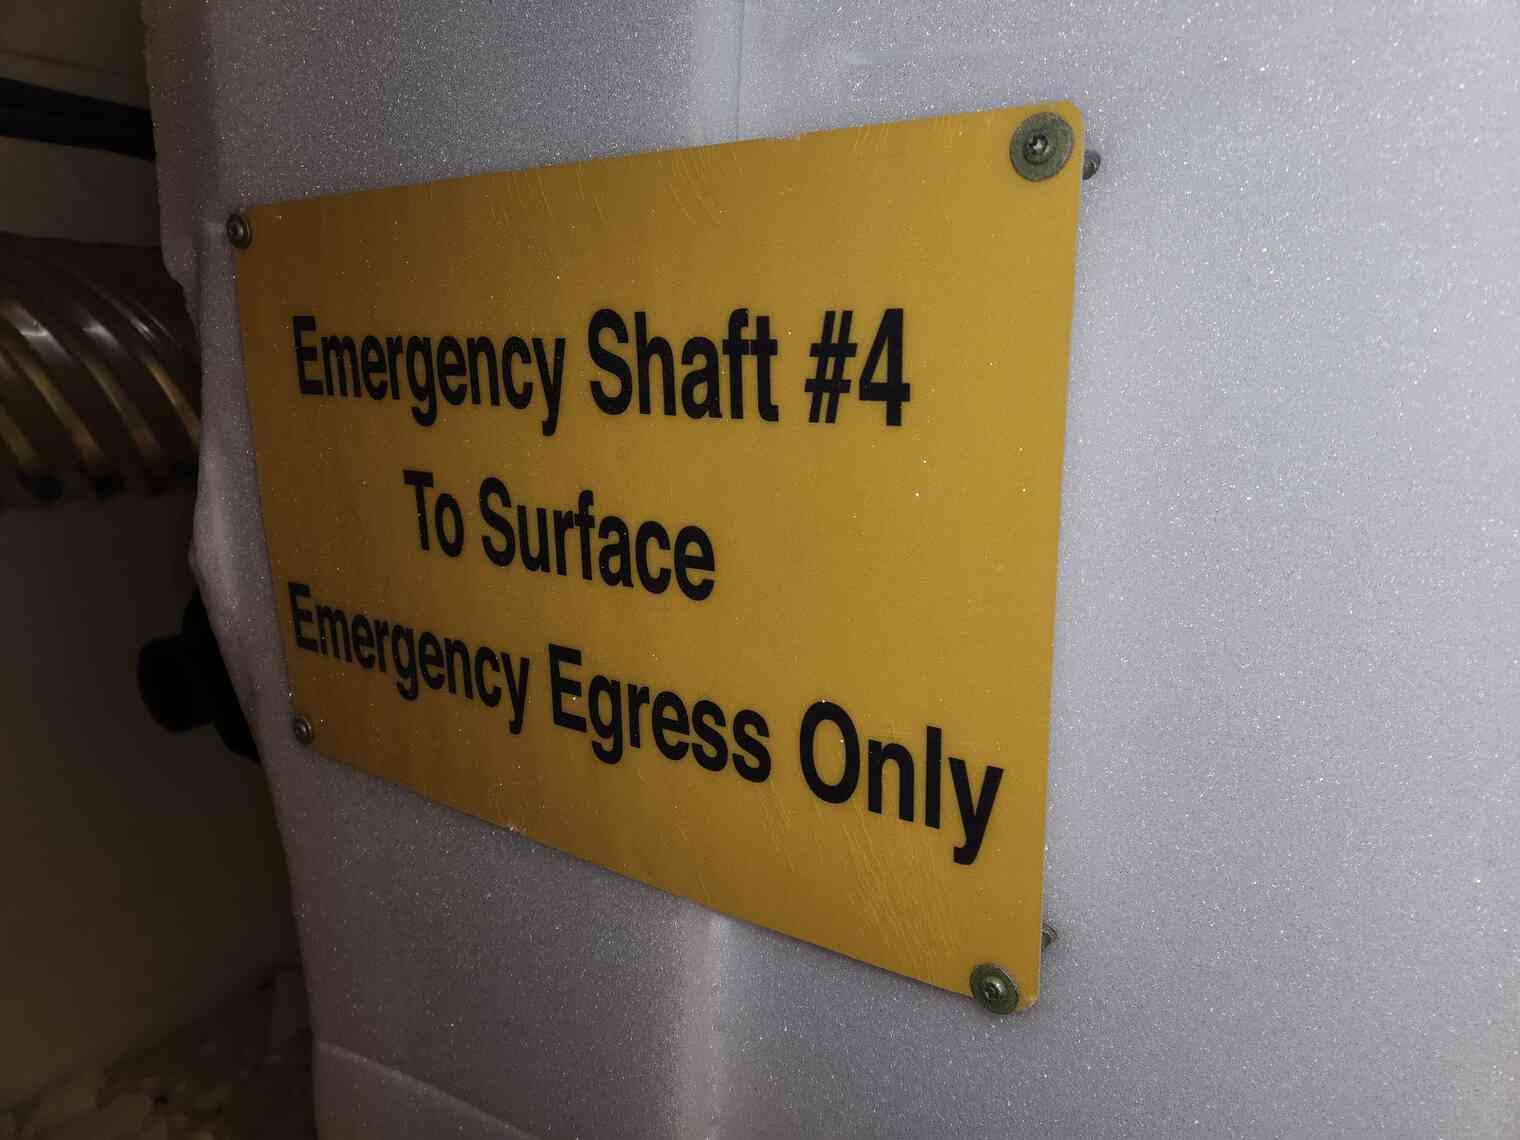 Emergency Shaft #4
To Surface
Emergency Egress Only